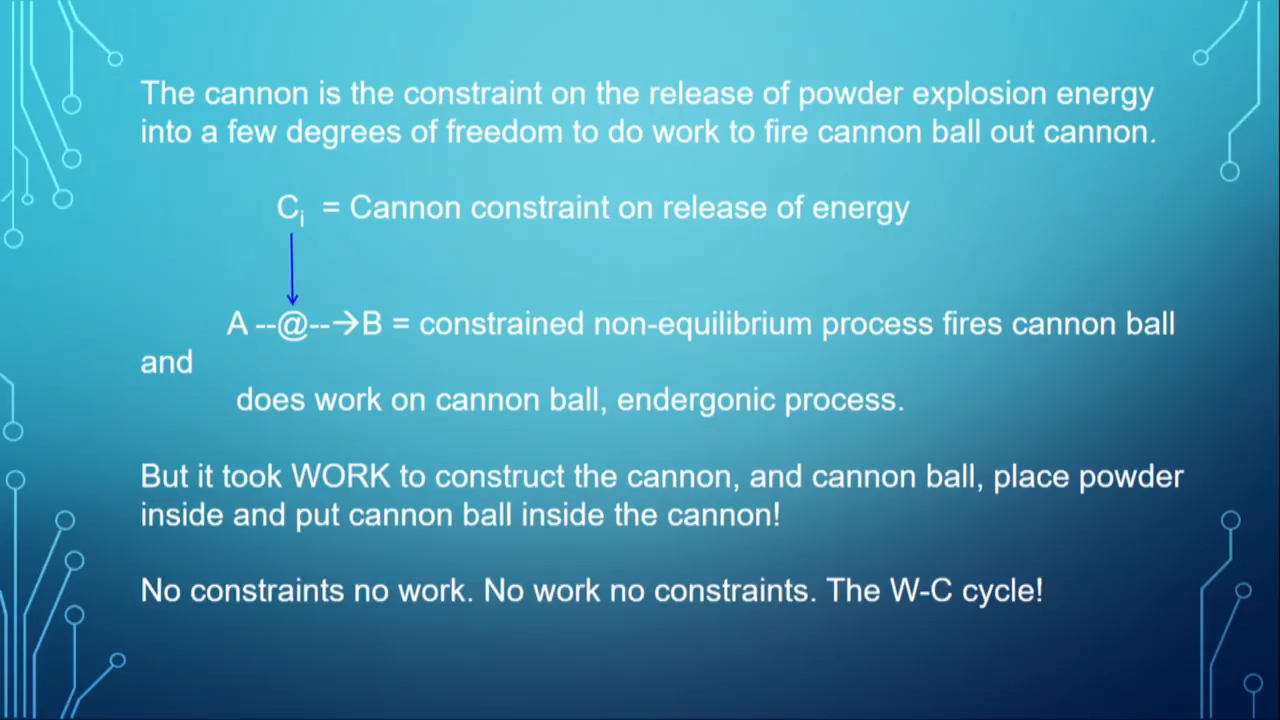 The cannon is the constraint on the release of powder explosion energy
into a few degrees of freedom to do work to fire cannon ball out cannon.
Ci = Cannon constraint on release of energy
A --@--→B = constrained non-equilibrium process fires cannon ball
and
does work on cannon ball, endergonic process.
But it took WORK to construct the cannon, and cannon ball, place powder
inside and put cannon ball inside the cannon!
No constraints no work. No work no constraints. The W-C cycle!